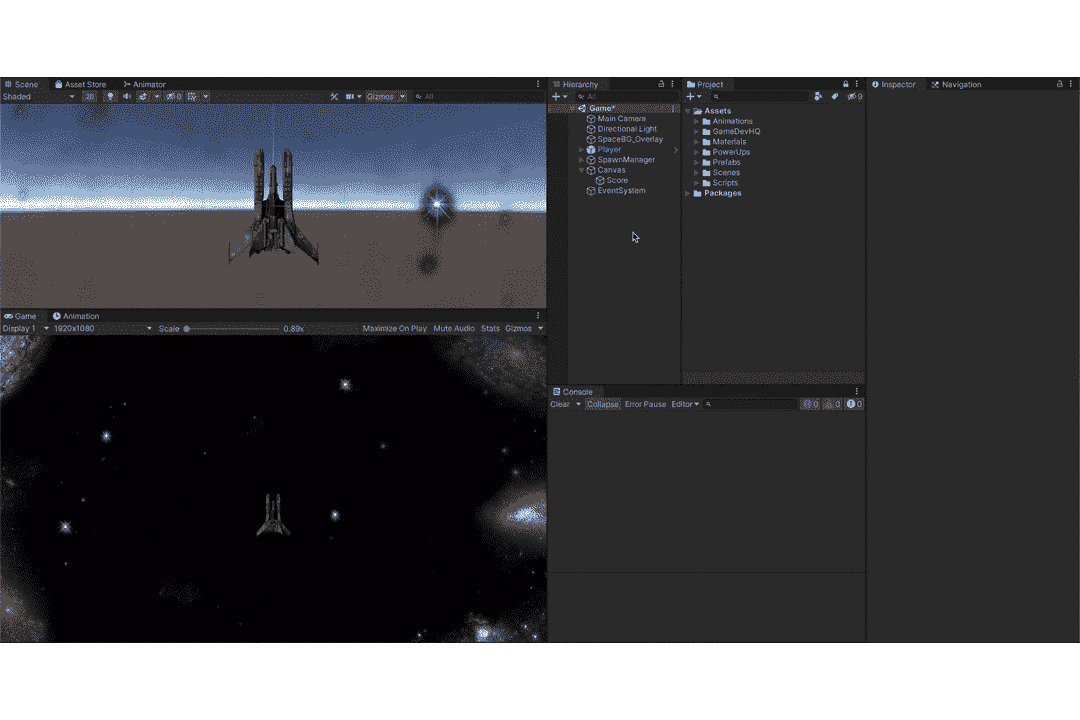 Scene Asset Store Animator
Shaded 2D 0 Gizmos All
Game Animation
Display 1 1920x1080 Scale 0.89x Maximize On Play Mute Audio Stats Gizmos
Hierarchy
All
Game*
Main Camera
Directional Light
SpaceBG_Overlay
Player
SpawnManager
Canvas
Score
EventSystem
Project
9
Assets
Animations
GameDevHQ
Materials
PowerUps
Prefabs
Scenes
Scripts
Packages
Console
Clear Collapse Error Pause Editor 0 0 0
Inspector Navigation